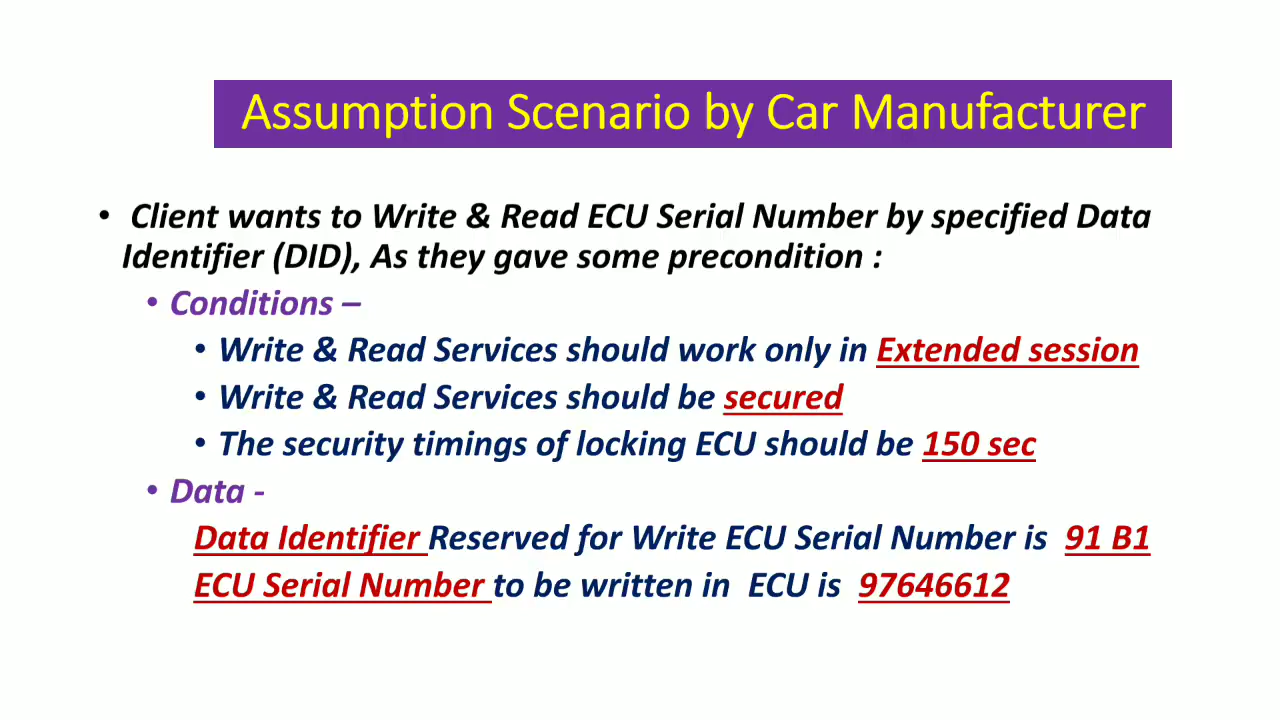 Assumption Scenario by Car Manufacturer
• Client wants to Write & Read ECU Serial Number by specified Data
Identifier (DID), As they gave some precondition :
• Conditions –
• Write & Read Services should work only in Extended session
• Write & Read Services should be secured
• The security timings of locking ECU should be 150 sec
• Data -
Data Identifier Reserved for Write ECU Serial Number is 91 B1
ECU Serial Number to be written in ECU is 97646612